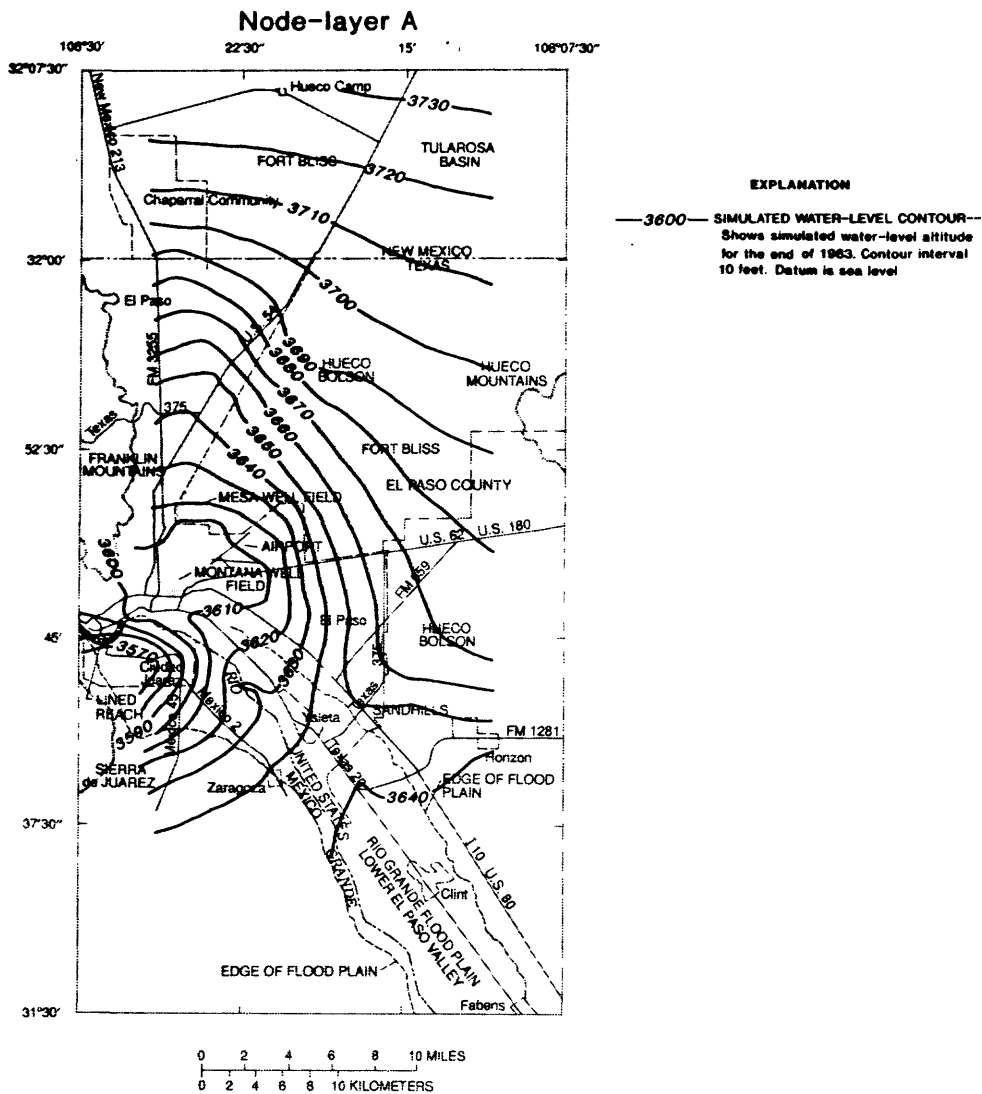 Node-layer A
106°30' 22'30" 15' 106°07'30"
32°07'30"
New Mexico 213
Hueco Camp
3730
TULAROSA
BASIN
FORT BLISS
3720
Chaparral Community
3710
NEW MEXICO
TEXAS
32°00'
3700
El Paso
U.S. 54
FM 3255
3690
3680
HUECO
BOLSON
HUECO
MOUNTAINS
3670
3660
375
Texas
3650
52'30"
FORT BLISS
3640
FRANKLIN
MOUNTAINS
EL PASO COUNTY
MESA WELL FIELD
U.S. 62 U.S. 180
AIRPORT
3600
MONTANA WELL
FIELD
FM 659
3610
El Paso
45'
3620
HUECO
BOLSON
3570
3630
375
Ciudad
Juarez
RIO
Texas
LINED
REACH
Mexico 45
Mexico 2
Ysleta
SANDHILLS
3590
FM 1281
Horizon
SIERRA
de JUAREZ
Zaragoza
UNITED STATES
MEXICO
Texas 20
3640
EDGE OF FLOOD
PLAIN
37'30"
GRANDE
I 10 U.S. 80
RIO GRANDE FLOOD PLAIN
LOWER EL PASO VALLEY
Clint
EDGE OF FLOOD PLAIN
Fabens
31°30'
0 2 4 6 8 10 MILES
0 2 4 6 8 10 KILOMETERS
EXPLANATION
3600 SIMULATED WATER-LEVEL CONTOUR--
Shows simulated water-level altitude
for the end of 1963. Contour interval
10 feet. Datum is sea level